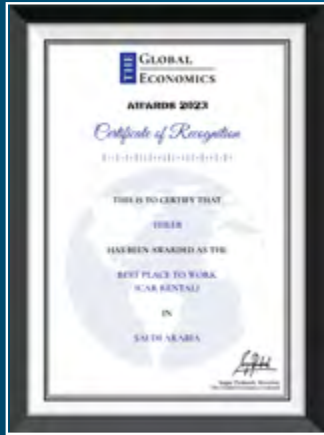 THE
GLOBAL
ECONOMICS
AWARDS 2023
Certificate of Recognition
THIS IS TO CERTIFY THAT
HAS BEEN AWARDED AS THE
BEST PLACE TO WORK
(CAR RENTAL)
IN
SAUDI ARABIA